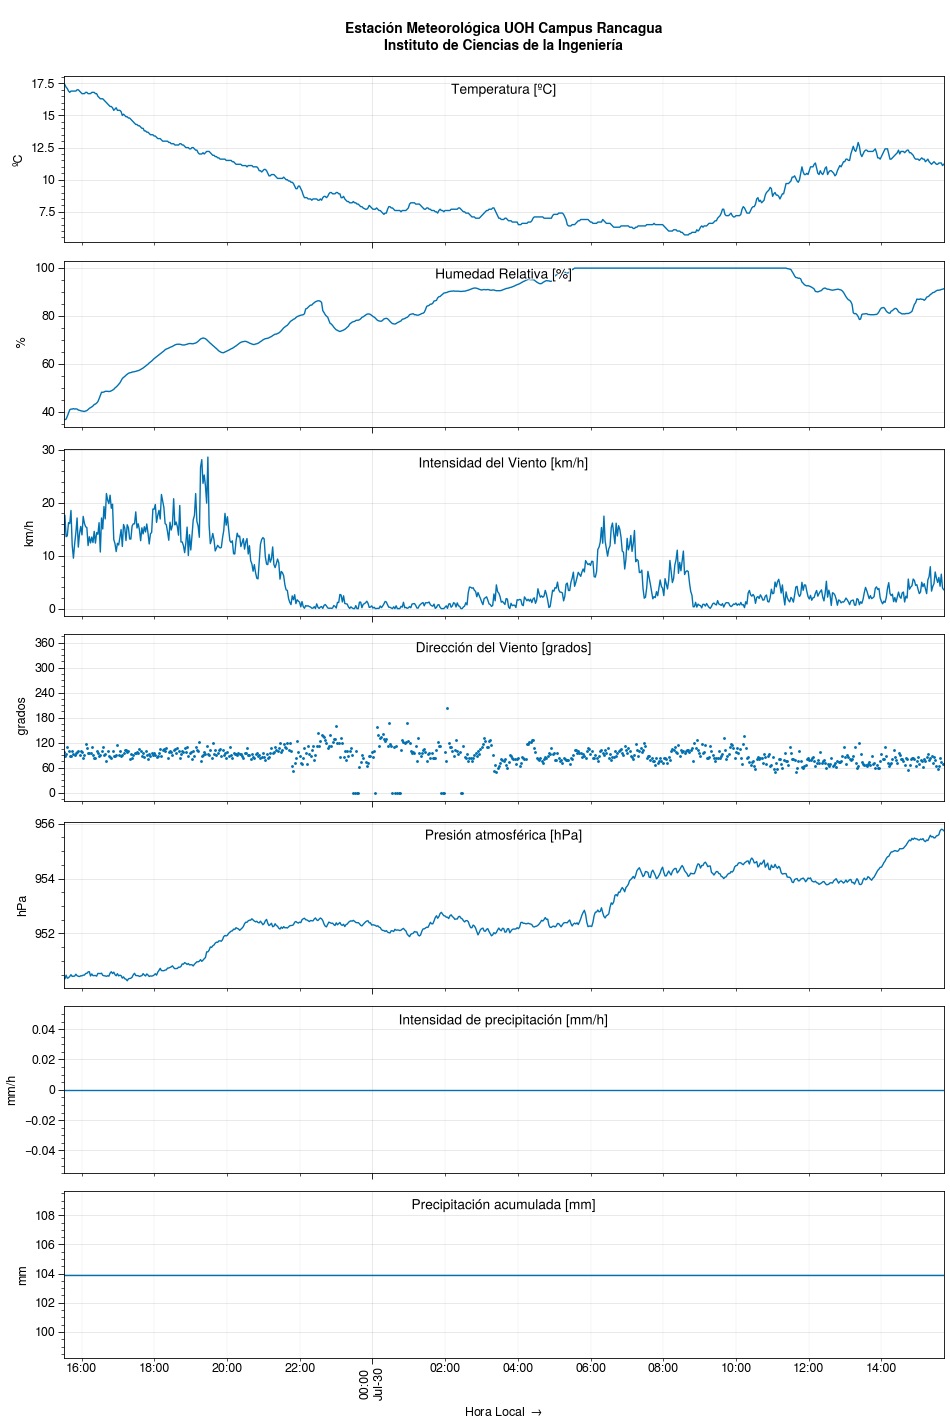 Estación Meteorológica UOH Campus Rancagua
Instituto de Ciencias de la Ingeniería
Temperatura [ºC]
17.5
15
12.5
10
7.5
ºC
Humedad Relativa [%]
100
80
60
40
%
Intensidad del Viento [km/h]
30
20
10
0
km/h
Dirección del Viento [grados]
360
300
240
180
120
60
0
grados
Presión atmosférica [hPa]
956
954
952
hPa
Intensidad de precipitación [mm/h]
0.04
0.02
0
−0.02
−0.04
mm/h
Precipitación acumulada [mm]
108
106
104
102
100
mm
16:00 18:00 20:00 22:00 00:00 02:00 04:00 06:00 08:00 10:00 12:00 14:00
Jul-30
Hora Local →